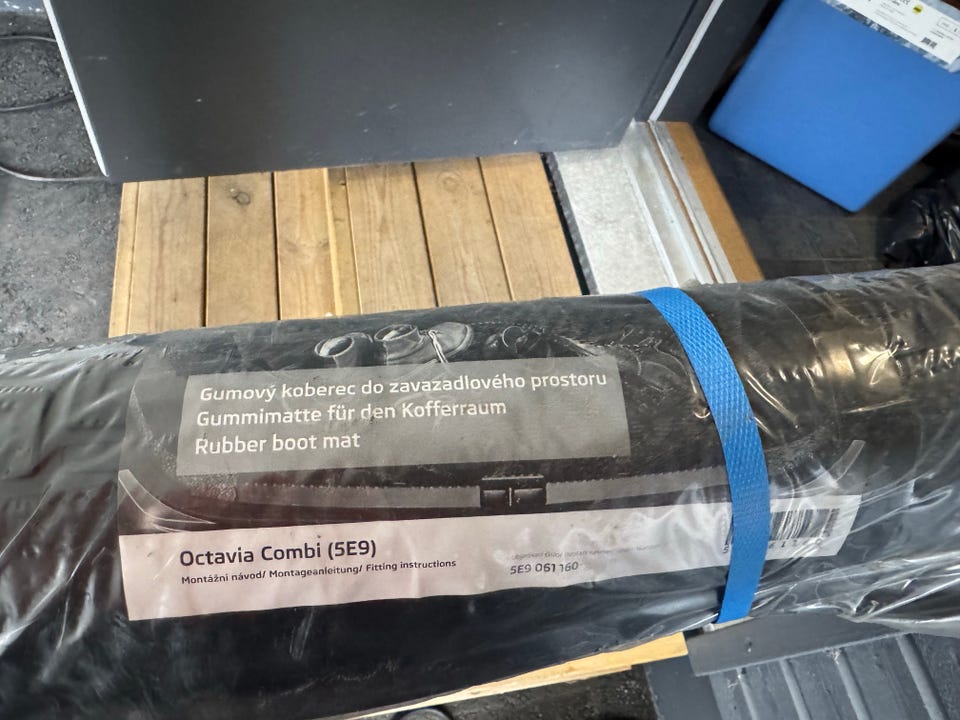 Gumový koberec do zavazadlového prostoru
Gummimatte für den Kofferraum
Rubber boot mat
Octavia Combi (5E9)
Montážní návod/ Montageanleitung/ Fitting instructions
5E9 061 160